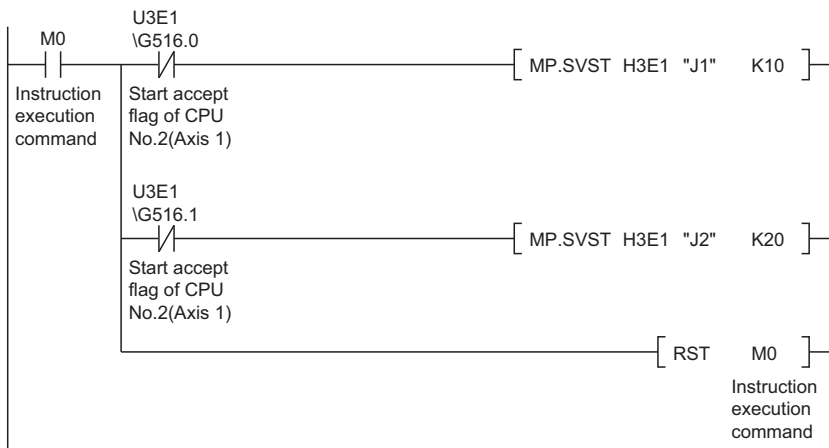 U3E1
\G516.0
M0
MP.SVST H3E1 "J1" K10
Instruction
execution
command
Start accept
flag of CPU
No.2(Axis 1)
U3E1
\G516.1
MP.SVST H3E1 "J2" K20
Start accept
flag of CPU
No.2(Axis 1)
RST M0
Instruction
execution
command